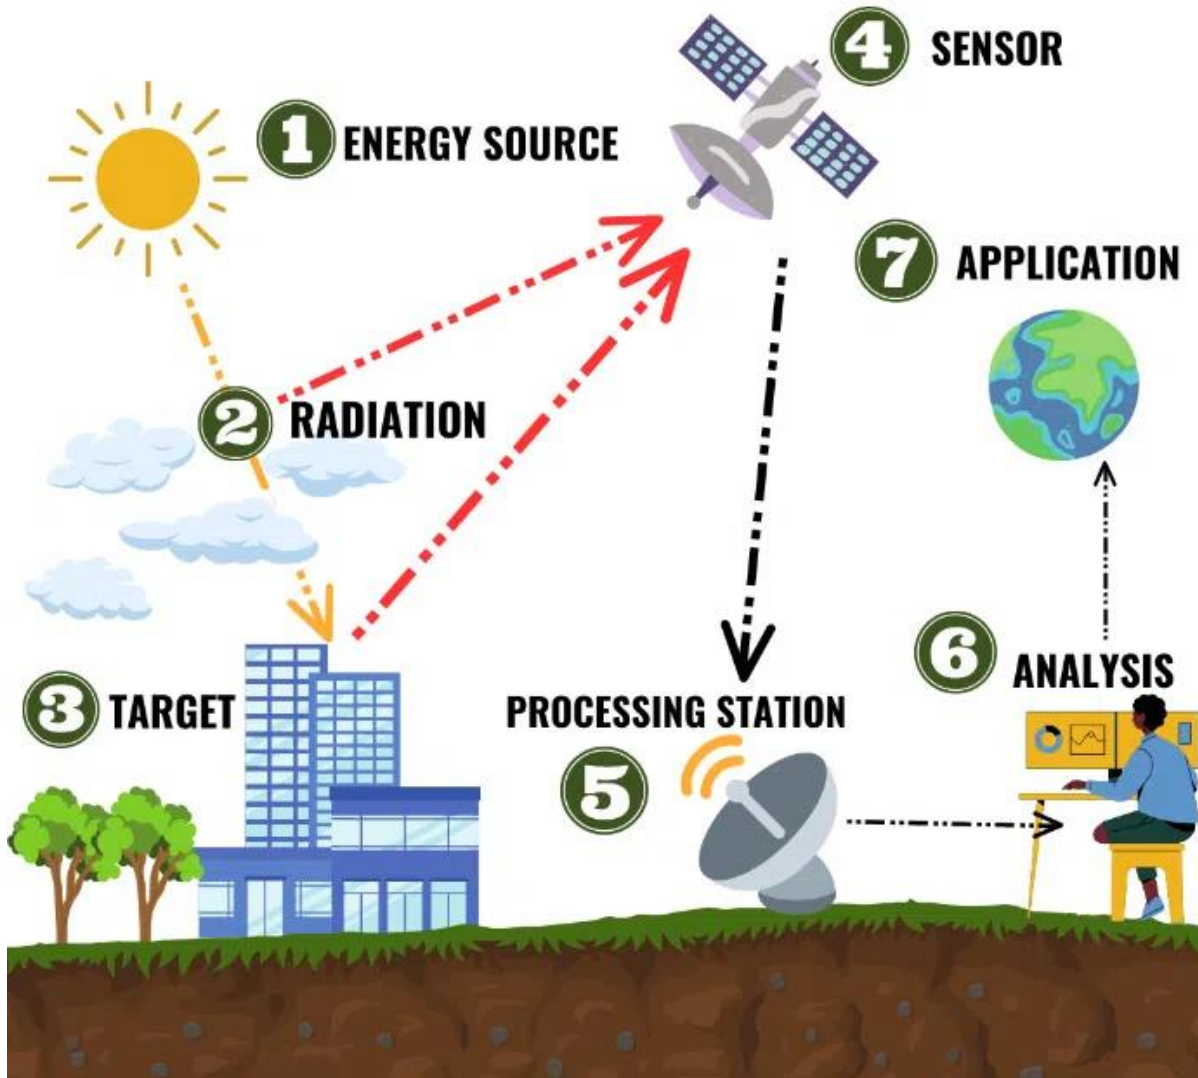 1 ENERGY SOURCE
2 RADIATION
3 TARGET
4 SENSOR
PROCESSING STATION
5
6 ANALYSIS
7 APPLICATION